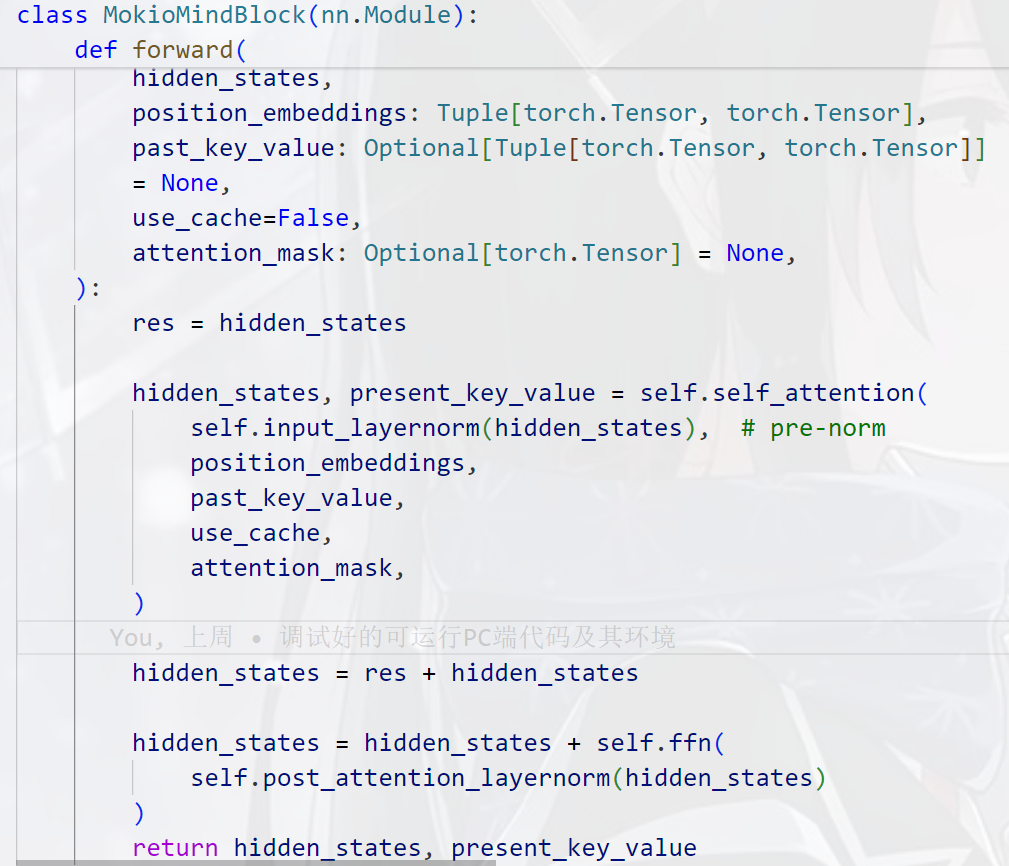 class MokioMindBlock(nn.Module):
def forward(
hidden_states,
position_embeddings: Tuple[torch.Tensor, torch.Tensor],
past_key_value: Optional[Tuple[torch.Tensor, torch.Tensor]]
= None,
use_cache=False,
attention_mask: Optional[torch.Tensor] = None,
):
res = hidden_states
hidden_states, present_key_value = self.self_attention(
self.input_layernorm(hidden_states),  # pre-norm
position_embeddings,
past_key_value,
use_cache,
attention_mask,
)
You, 上周 • 调试好的可运行PC端代码及其环境
hidden_states = res + hidden_states
hidden_states = hidden_states + self.ffn(
self.post_attention_layernorm(hidden_states)
)
return hidden_states, present_key_value